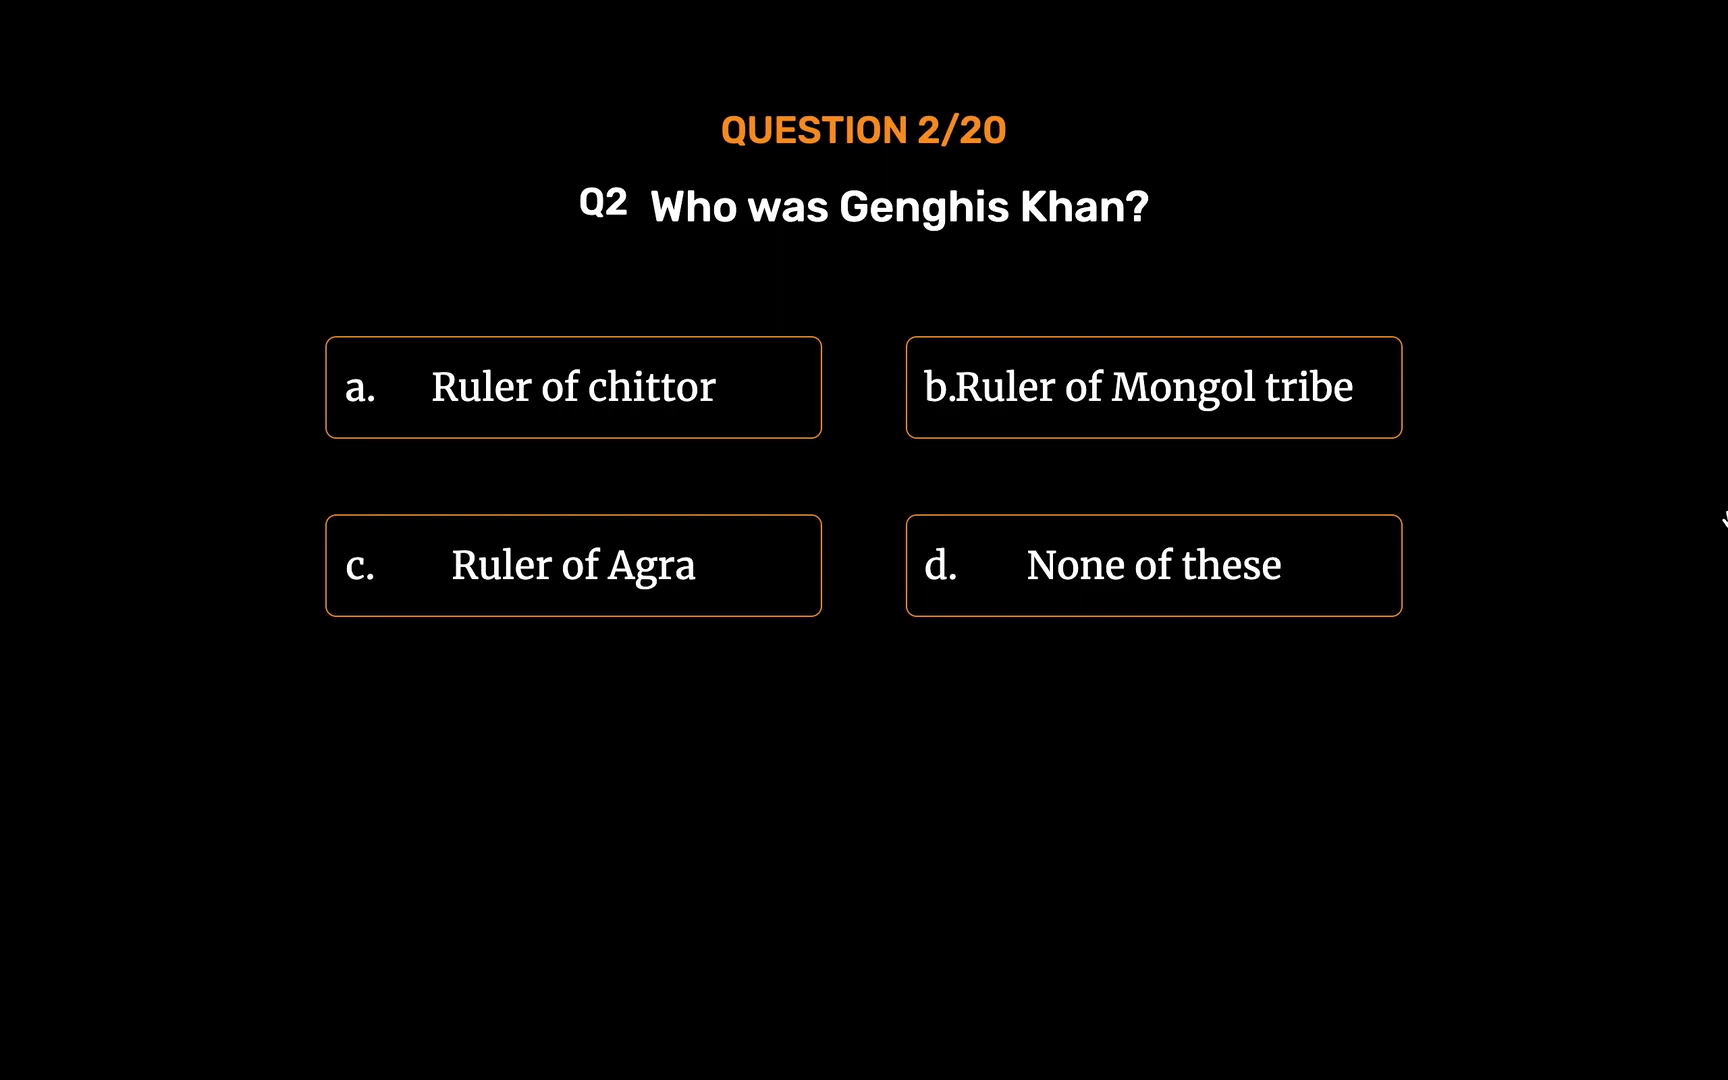 QUESTION 2/20
Q2 Who was Genghis Khan?
a. Ruler of chittor
b.Ruler of Mongol tribe
c. Ruler of Agra
d. None of these